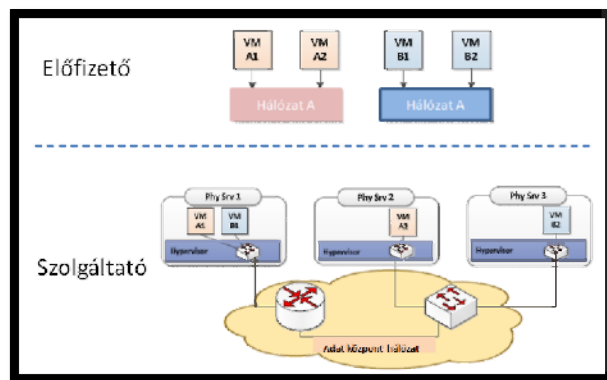 Előfizető
VM A1
VM A2
VM B1
VM B2
Hálózat A
Hálózat A
Szolgáltató
Phy Srv 1
Phy Srv 2
Phy Srv 3
VM A1
VM B1
VM A2
VM B2
Hypervisor
Hypervisor
Hypervisor
Adat központ hálózat